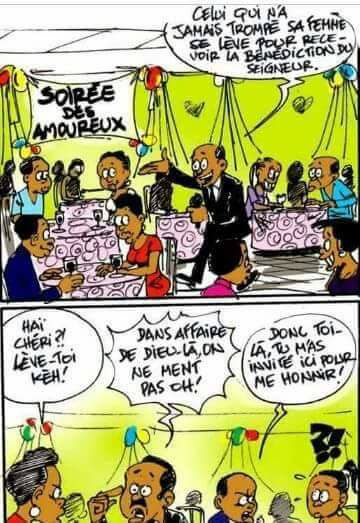 CELUI QUI N'A
JAMAIS TROMPÉ SA FEMME
SE LÈVE POUR RECE-
VOIR LA BÉNÉDICTION DU
SEIGNEUR.
SOIRÉE
DES
AMOUREUX
HAÏ
CHÉRI?!
LÈVE-TOI
KÈH!
DANS AFFAIRE
DE DIEU-LÀ, ON
NE MENT
PAS OH!
DONC TOI-
LÀ, TU M'AS
INVITÉ ICI POUR
ME HONNIR!
?!